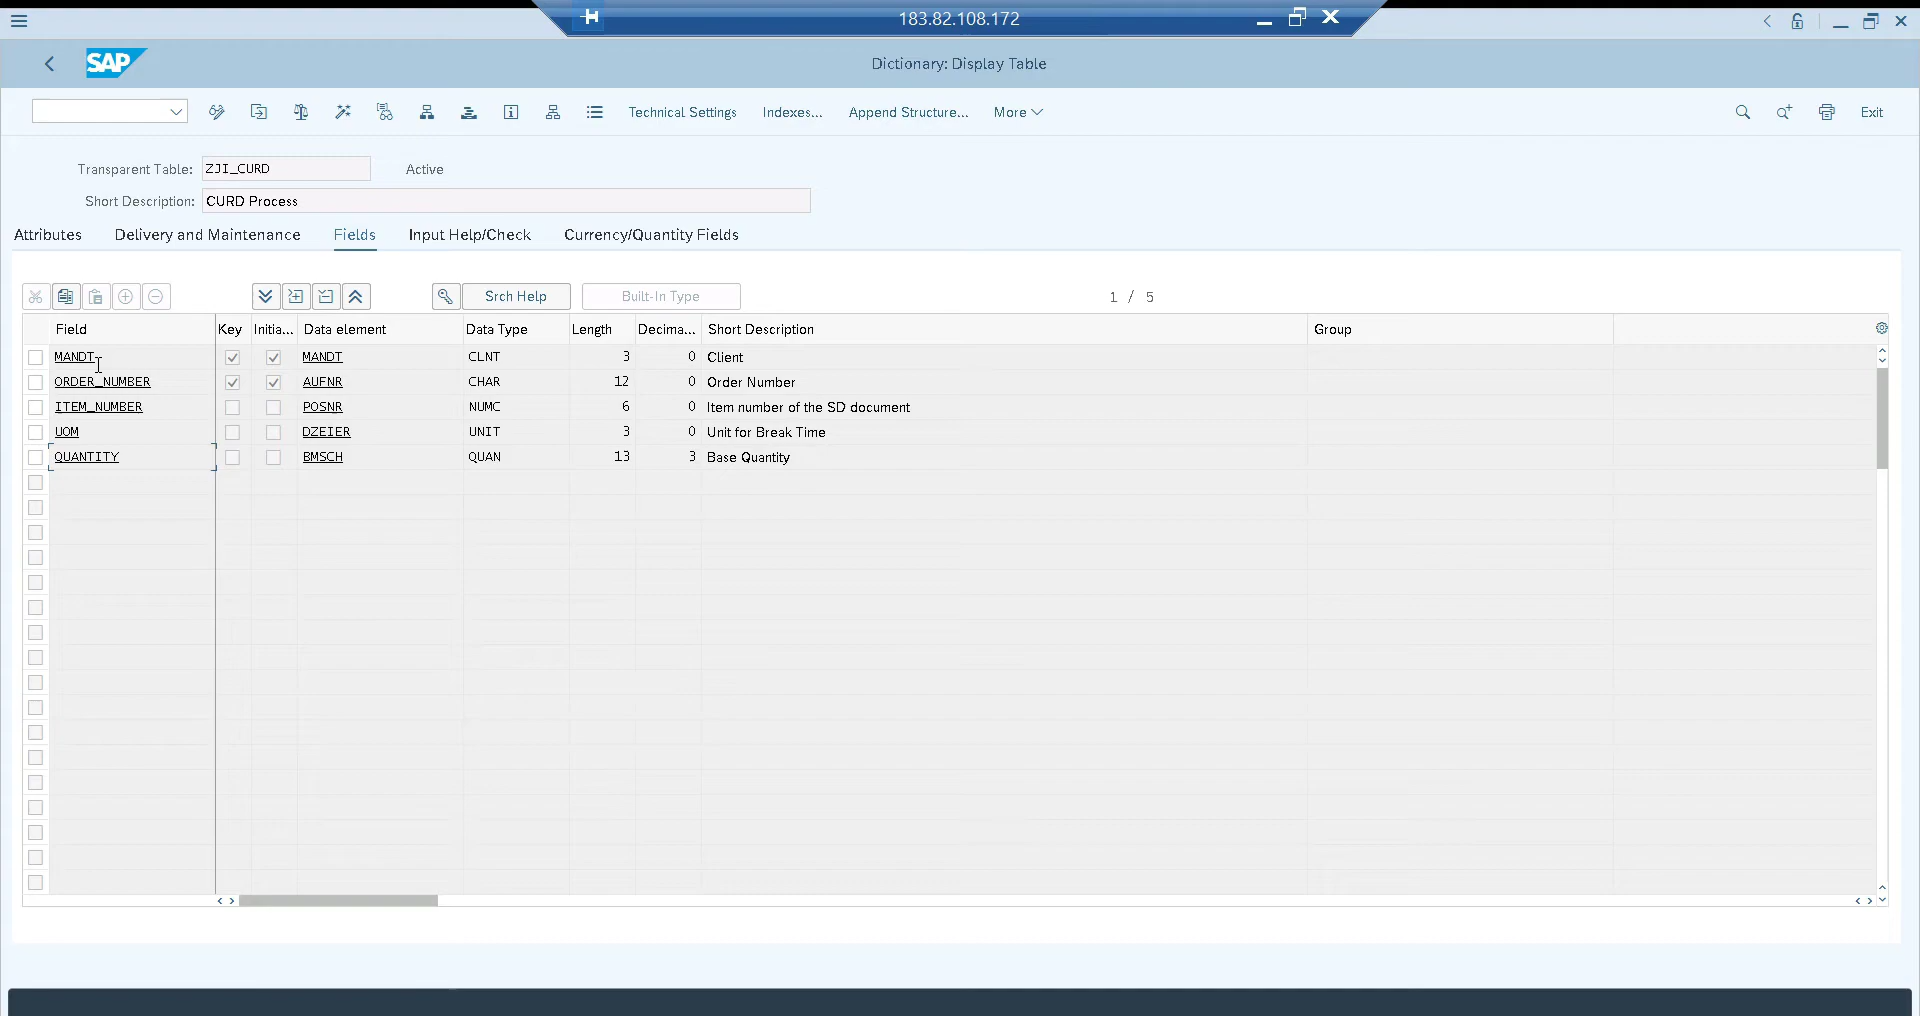 183.82.108.172
SAP
Dictionary: Display Table
Technical Settings Indexes... Append Structure... More Exit
Transparent Table: ZJI_CURD Active
Short Description: CURD Process
Attributes Delivery and Maintenance Fields Input Help/Check Currency/Quantity Fields
Srch Help Built-In Type 1 / 5
Field Key Initia... Data element Data Type Length Decima... Short Description Group
MANDT MANDT CLNT 3 0 Client
ORDER_NUMBER AUFNR CHAR 12 0 Order Number
ITEM_NUMBER POSNR NUMC 6 0 Item number of the SD document
UOM DZEIER UNIT 3 0 Unit for Break Time
QUANTITY BMSCH QUAN 13 3 Base Quantity